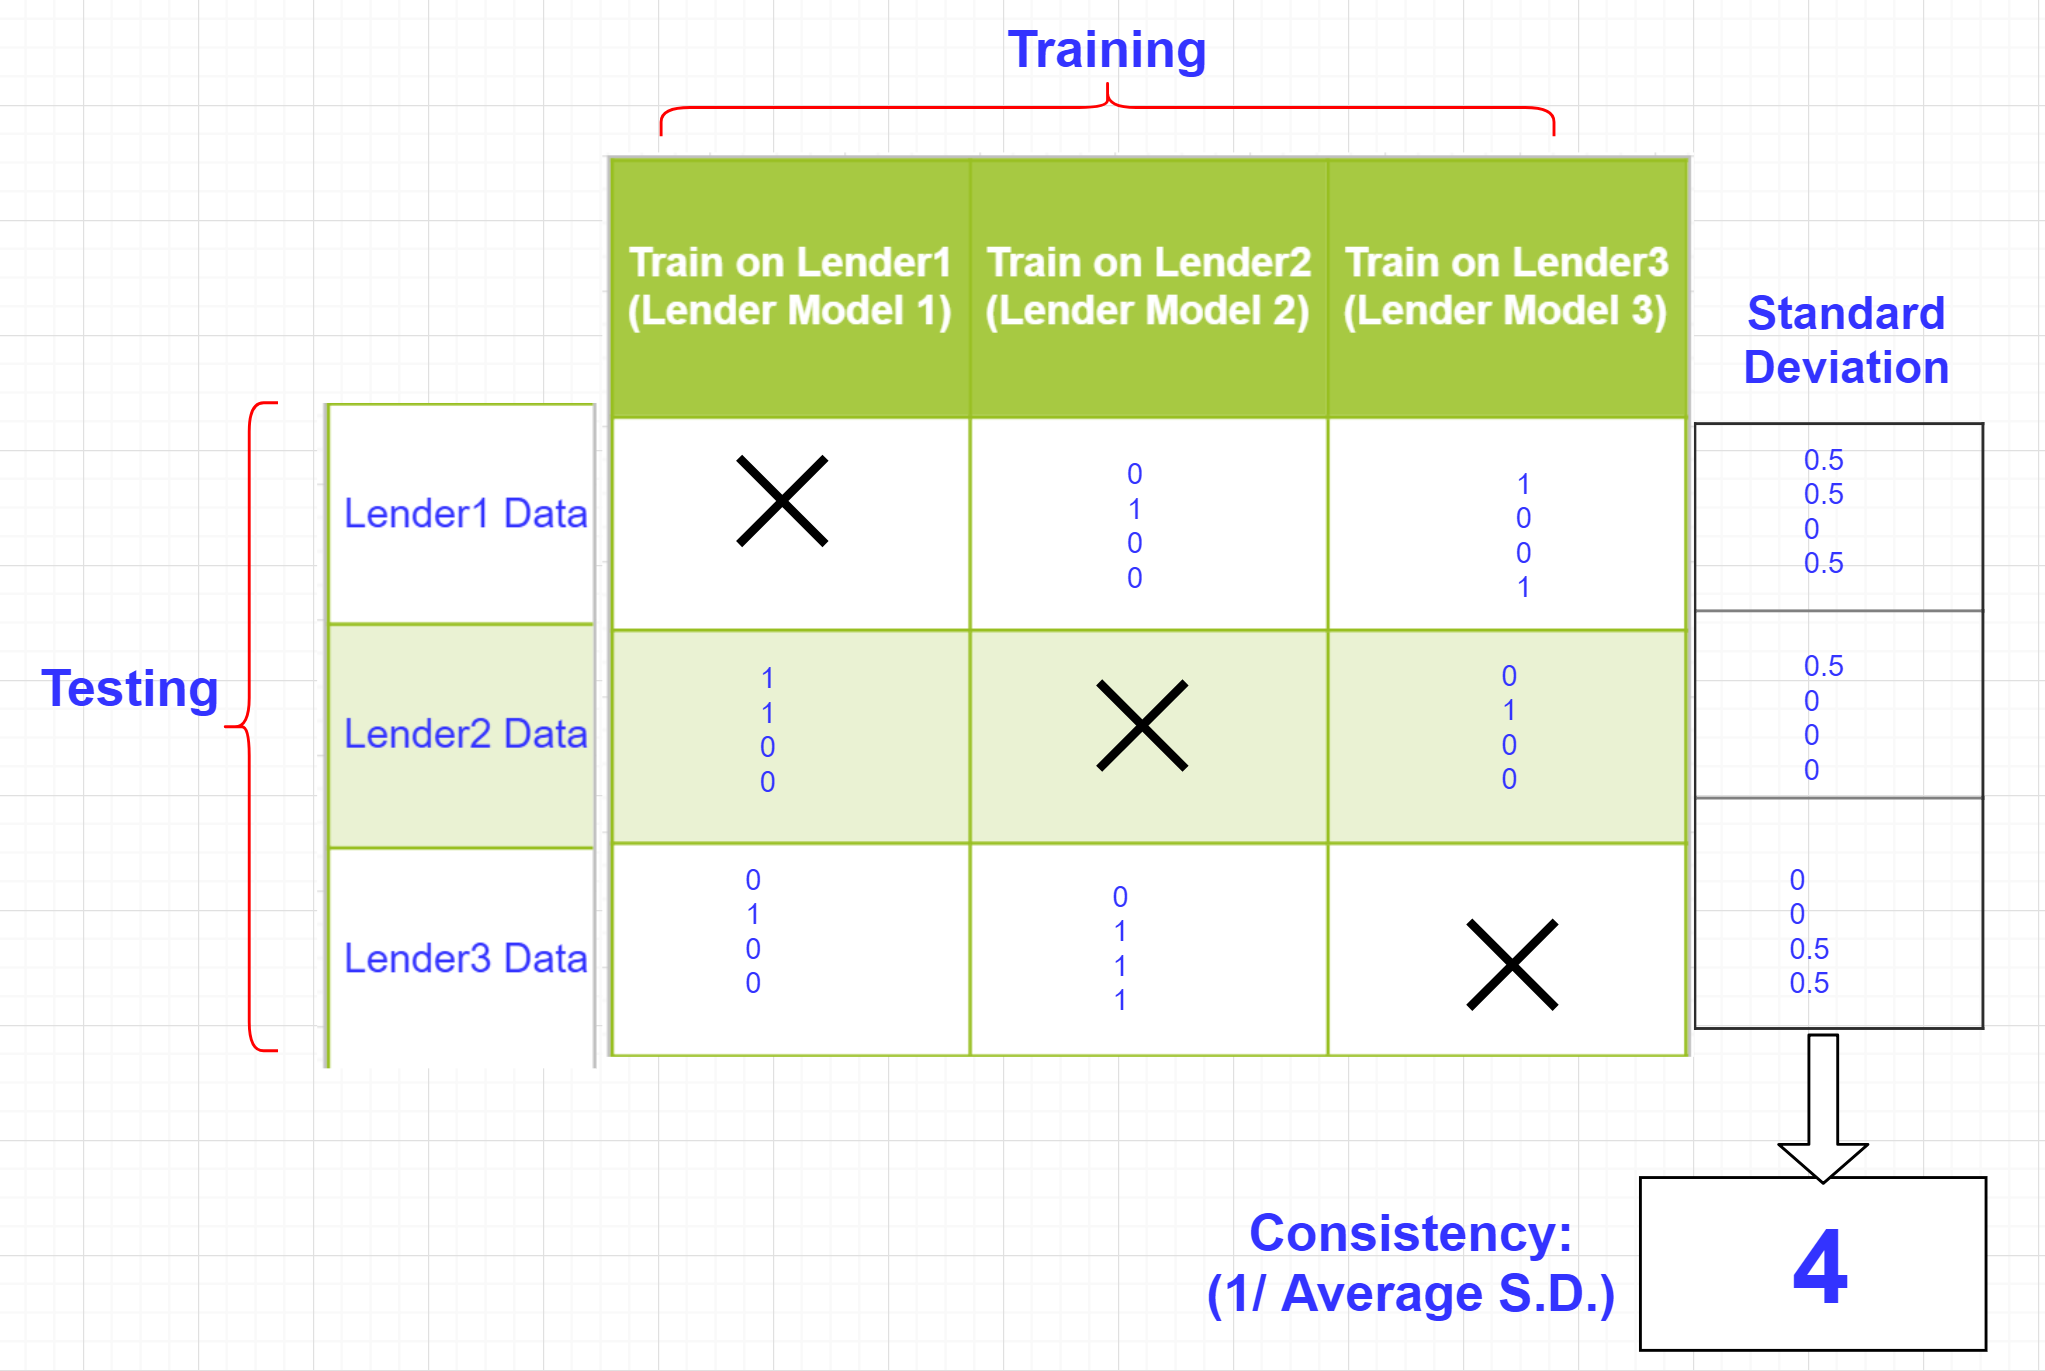 Training
Train on Lender1
(Lender Model 1)
Train on Lender2
(Lender Model 2)
Train on Lender3
(Lender Model 3)
Standard
Deviation
Testing
Lender1 Data
0
1
0
0
1
0
0
1
0.5
0.5
0
0.5
Lender2 Data
1
1
0
0
0
1
0
0
0.5
0
0
0
Lender3 Data
0
1
0
0
0
1
1
1
0
0
0.5
0.5
Consistency:
(1/ Average S.D.)
4